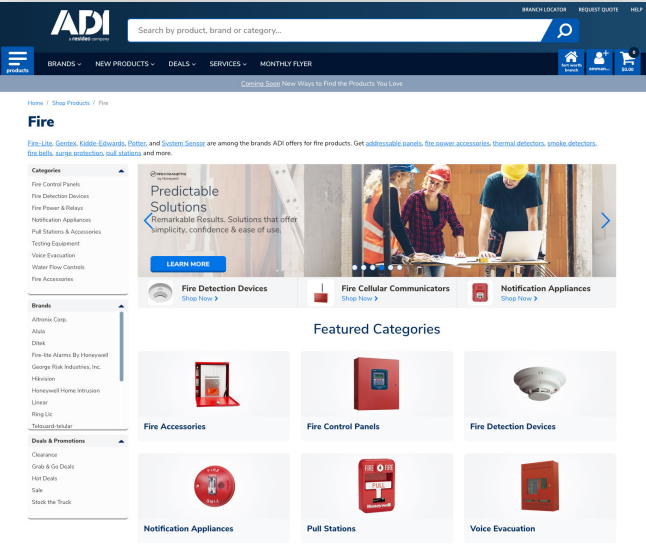 BRANCH LOCATOR REQUEST QUOTE HELP
ADI
a resideo company
Search by product, brand or category...
products
BRANDS NEW PRODUCTS DEALS SERVICES MONTHLY FLYER
fort worth
branch
emman...
0
$0.00
Coming Soon New Ways to Find the Products You Love
Home / Shop Products / Fire
Fire
Fire-Lite, Gentex, Kidde-Edwards, Potter, and System Sensor are among the brands ADI offers for fire products. Get addressable panels, fire power accessories, thermal detectors, smoke detectors,
fire bells, surge protection, pull stations and more.
Categories
Fire Control Panels
Fire Detection Devices
Fire Power & Relays
Notification Appliances
Pull Stations & Accessories
Testing Equipment
Voice Evacuation
Water Flow Controls
Fire Accessories
Brands
Altronix Corp.
Alula
Ditek
Fire-lite Alarms By Honeywell
George Risk Industries, Inc.
Hikvision
Honeywell Home Intrusion
Linear
Ring Llc
Telguard-telular
Deals & Promotions
Clearance
Grab & Go Deals
Hot Deals
Sale
Stock the Truck
by Honeywell
Predictable
Solutions
Remarkable Results. Solutions that offer
simplicity, confidence & ease of use.
LEARN MORE
Fire Detection Devices
Shop Now >
Fire Cellular Communicators
Shop Now >
Notification Appliances
Shop Now >
Featured Categories
Fire Accessories
Fire Control Panels
Fire Detection Devices
FIRE
FIRE FIRE
PULL
Honeywell
Notification Appliances
Pull Stations
Voice Evacuation